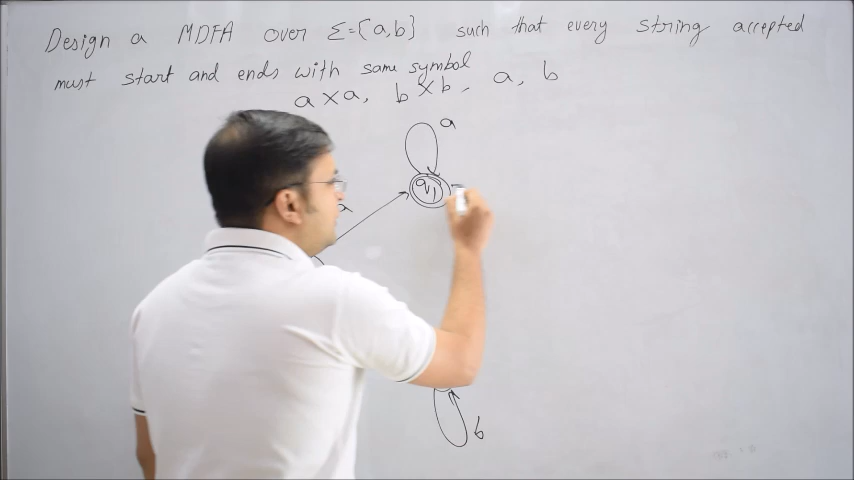 Design a MDFA over Σ={a,b} such that every string accepted
must start and ends with same symbol
a X a, b X b, a, b
a
q1
b